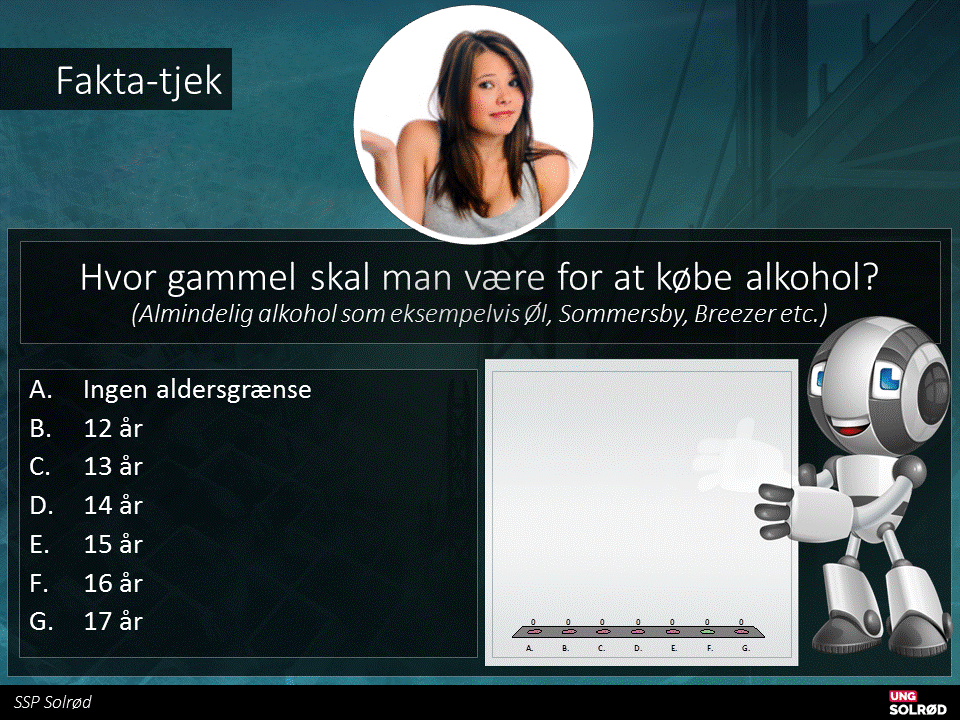 Fakta-tjek
Hvor gammel skal man være for at købe alkohol?
(Almindelig alkohol som eksempelvis Øl, Sommersby, Breezer etc.)
A. Ingen aldersgrænse
B. 12 år
C. 13 år
D. 14 år
E. 15 år
F. 16 år
G. 17 år
0 0 0 0 0 0 0
A. B. C. D. E. F. G.
SSP Solrød
UNG
SOLRØD